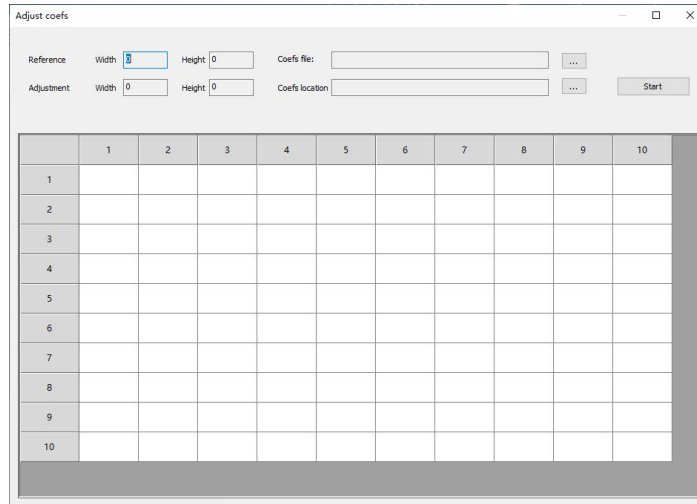 Adjust coefs
Reference Width 0 Height 0 Coefs file: ...
Adjustment Width 0 Height 0 Coefs location ... Start
1 2 3 4 5 6 7 8 9 10
1
2
3
4
5
6
7
8
9
10